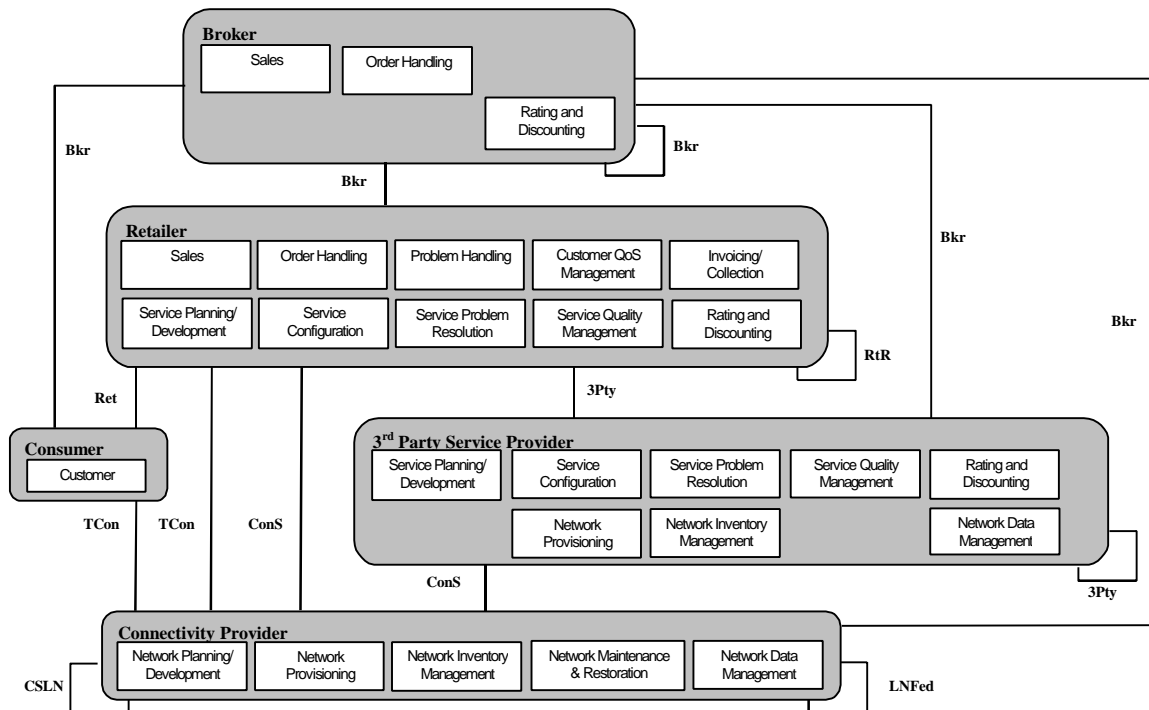 Broker
Sales
Order Handling
Rating and
Discounting
Bkr
Bkr
Bkr
Bkr
Bkr
Retailer
Sales
Order Handling
Problem Handling
Customer QoS
Management
Invoicing/
Collection
Service Planning/
Development
Service
Configuration
Service Problem
Resolution
Service Quality
Management
Rating and
Discounting
RtR
Ret
3Pty
Consumer
Customer
3rd Party Service Provider
Service Planning/
Development
Service
Configuration
Service Problem
Resolution
Service Quality
Management
Rating and
Discounting
Network
Provisioning
Network Inventory
Management
Network Data
Management
TCon
TCon
ConS
ConS
3Pty
Connectivity Provider
Network Planning/
Development
Network
Provisioning
Network Inventory
Management
Network Maintenance
& Restoration
Network Data
Management
CSLN
LNFed